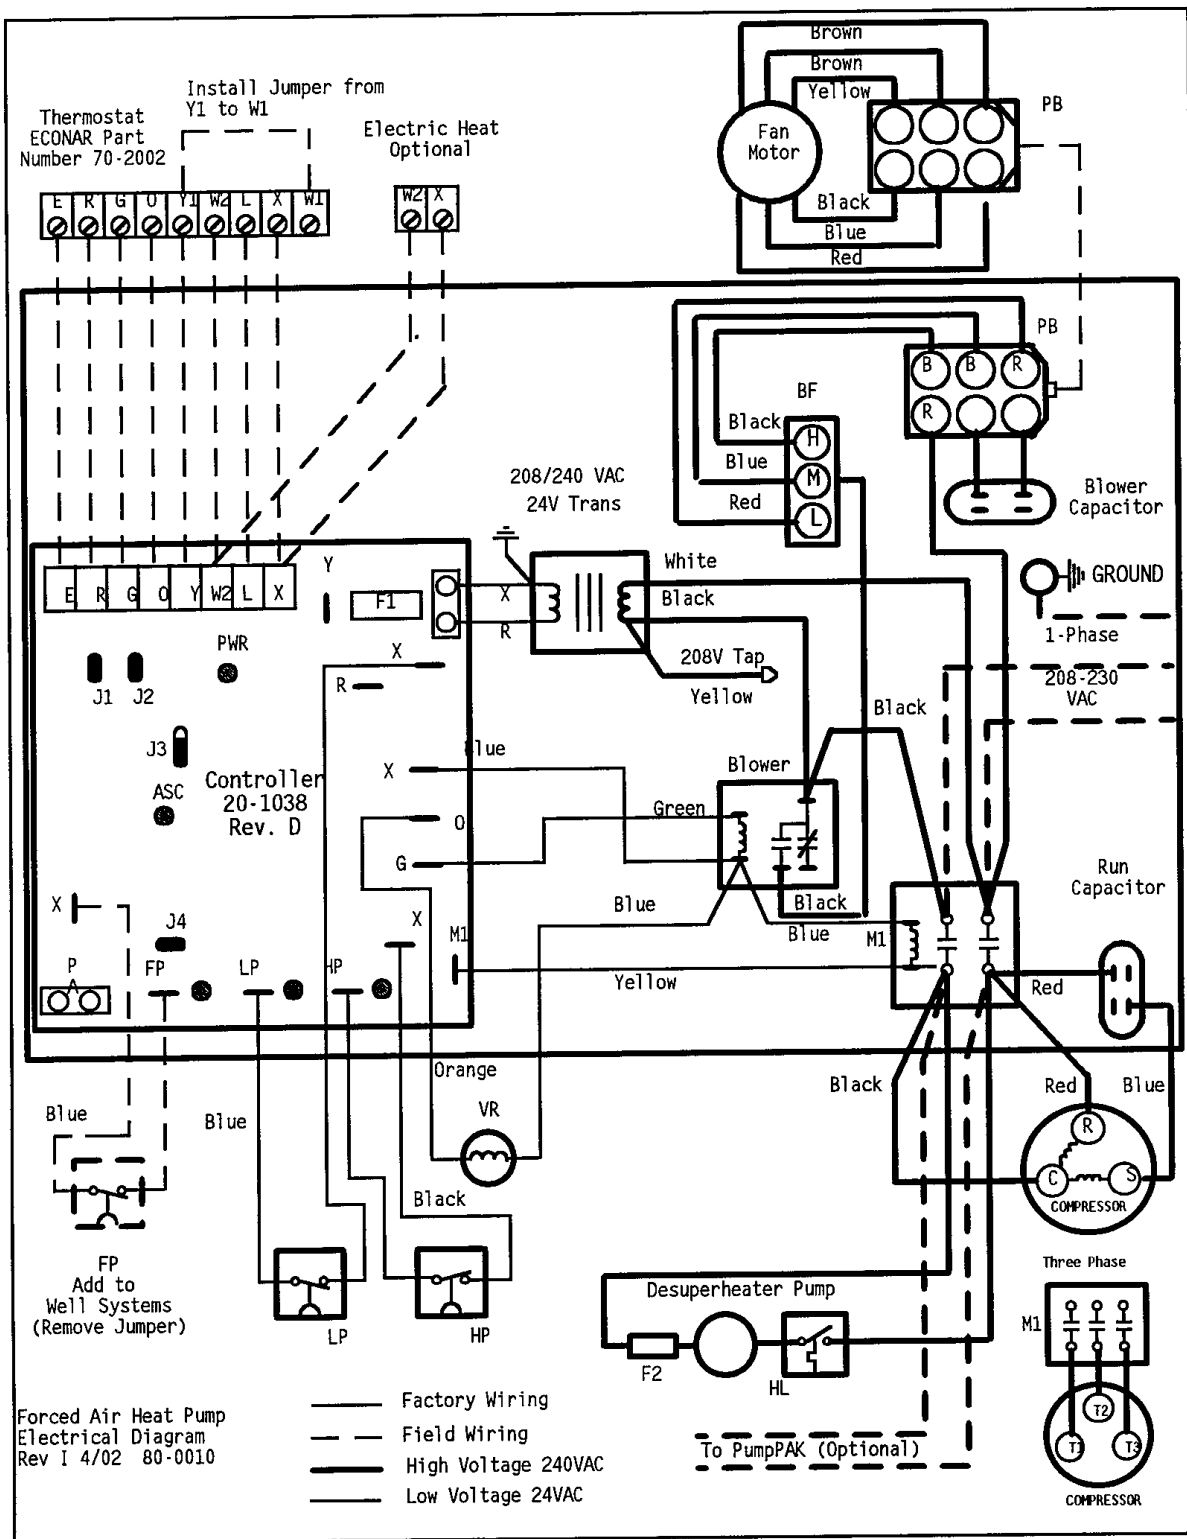 Brown
Brown
Yellow
Fan
Motor
PB
Black
Blue
Red
Install Jumper from
Y1 to W1
Thermostat
ECONAR Part
Number 70-2002
Electric Heat
Optional
E R G O Y1 W2 L X W1
W2 X
PB
B B R
R
BF
Black
H
Blue
M
Red
L
208/240 VAC
24V Trans
Blower
Capacitor
White
Black
GROUND
1-Phase
208-230
VAC
208V Tap
Yellow
Black
X
R
Y
F1
E R G O Y W2 L X
PWR
X
R
J1 J2
J3
ASC
Controller
20-1038
Rev. D
Blue
X
O
G
Green
Blower
Run
Capacitor
X
J4
X
M1
Blue
Black
Blue
M1
P
FP
LP
HP
Yellow
Red
Orange
Black
Red
Blue
Blue
Blue
VR
Black
R
C
S
COMPRESSOR
FP
Add to
Well Systems
(Remove Jumper)
LP
HP
Desuperheater Pump
F2
HL
Three Phase
M1
T2
T1
T3
COMPRESSOR
Forced Air Heat Pump
Electrical Diagram
Rev I 4/02 80-0010
Factory Wiring
Field Wiring
High Voltage 240VAC
Low Voltage 24VAC
To PumpPAK (Optional)